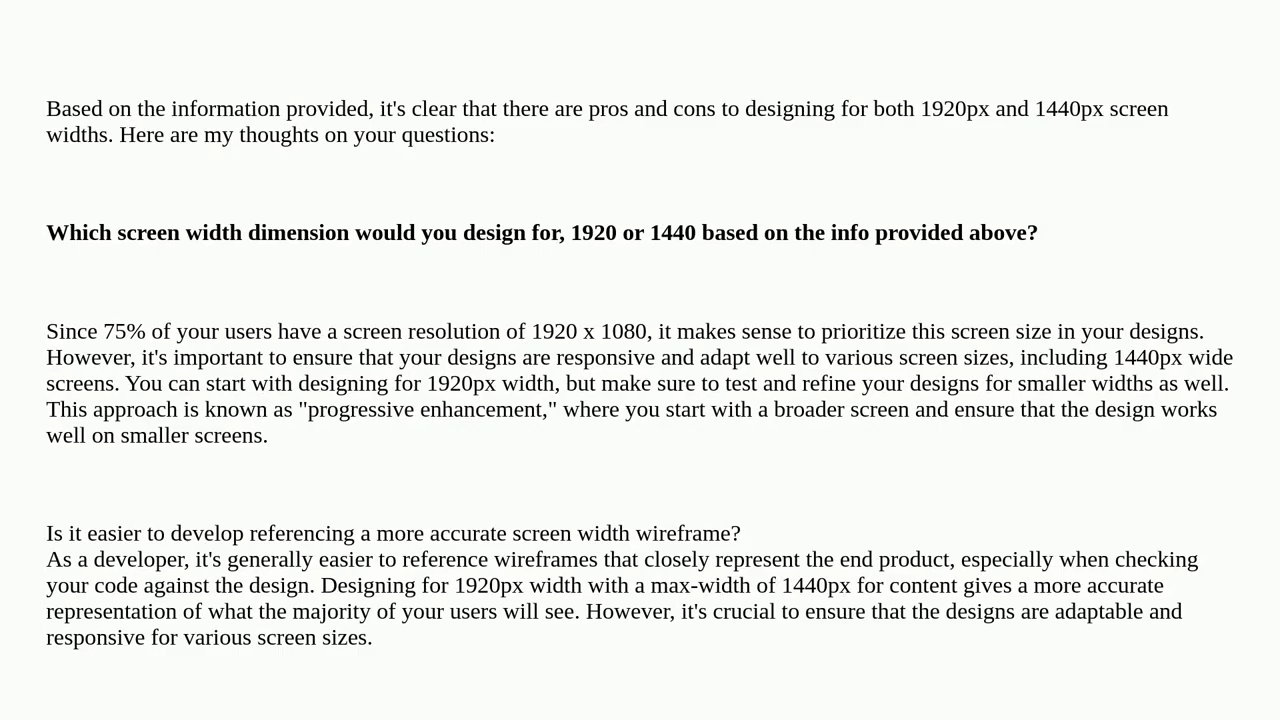 Based on the information provided, it's clear that there are pros and cons to designing for both 1920px and 1440px screen
widths. Here are my thoughts on your questions:
Which screen width dimension would you design for, 1920 or 1440 based on the info provided above?
Since 75% of your users have a screen resolution of 1920 x 1080, it makes sense to prioritize this screen size in your designs.
However, it's important to ensure that your designs are responsive and adapt well to various screen sizes, including 1440px wide
screens. You can start with designing for 1920px width, but make sure to test and refine your designs for smaller widths as well.
This approach is known as "progressive enhancement," where you start with a broader screen and ensure that the design works
well on smaller screens.
Is it easier to develop referencing a more accurate screen width wireframe?
As a developer, it's generally easier to reference wireframes that closely represent the end product, especially when checking
your code against the design. Designing for 1920px width with a max-width of 1440px for content gives a more accurate
representation of what the majority of your users will see. However, it's crucial to ensure that the designs are adaptable and
responsive for various screen sizes.